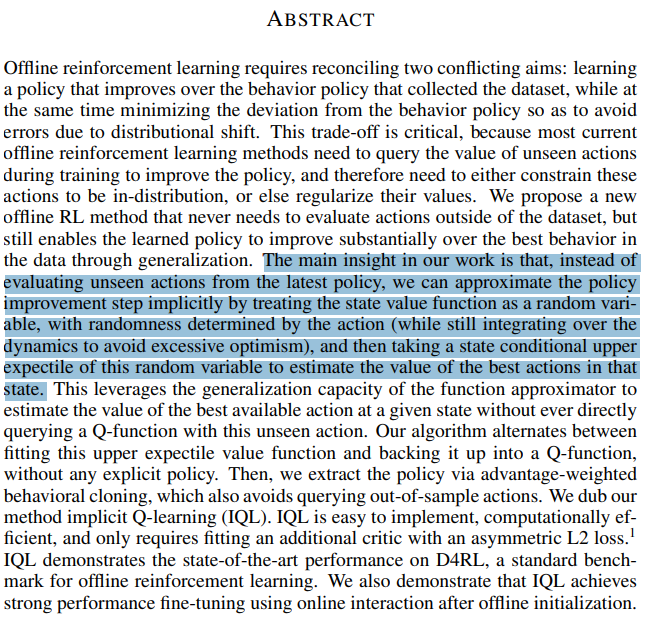 ABSTRACT
Offline reinforcement learning requires reconciling two conflicting aims: learning
a policy that improves over the behavior policy that collected the dataset, while at
the same time minimizing the deviation from the behavior policy so as to avoid
errors due to distributional shift. This trade-off is critical, because most current
offline reinforcement learning methods need to query the value of unseen actions
during training to improve the policy, and therefore need to either constrain these
actions to be in-distribution, or else regularize their values. We propose a new
offline RL method that never needs to evaluate actions outside of the dataset, but
still enables the learned policy to improve substantially over the best behavior in
the data through generalization. The main insight in our work is that, instead of
evaluating unseen actions from the latest policy, we can approximate the policy
improvement step implicitly by treating the state value function as a random vari-
able, with randomness determined by the action (while still integrating over the
dynamics to avoid excessive optimism), and then taking a state conditional upper
expectile of this random variable to estimate the value of the best actions in that
state. This leverages the generalization capacity of the function approximator to
estimate the value of the best available action at a given state without ever directly
querying a Q-function with this unseen action. Our algorithm alternates between
fitting this upper expectile value function and backing it up into a Q-function,
without any explicit policy. Then, we extract the policy via advantage-weighted
behavioral cloning, which also avoids querying out-of-sample actions. We dub our
method implicit Q-learning (IQL). IQL is easy to implement, computationally ef-
ficient, and only requires fitting an additional critic with an asymmetric L2 loss.¹
IQL demonstrates the state-of-the-art performance on D4RL, a standard bench-
mark for offline reinforcement learning. We also demonstrate that IQL achieves
strong performance fine-tuning using online interaction after offline initialization.